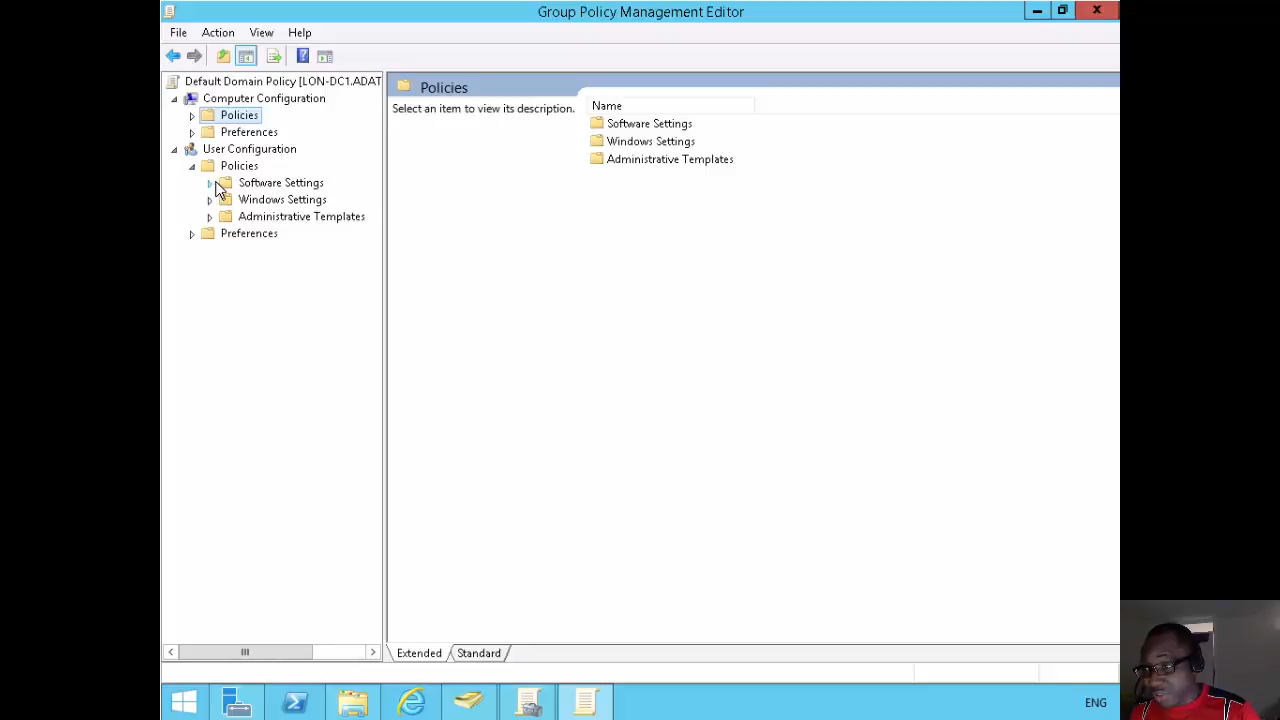 Group Policy Management Editor
File Action View Help
Default Domain Policy [LON-DC1.ADAT
Computer Configuration
Policies
Preferences
User Configuration
Policies
Software Settings
Windows Settings
Administrative Templates
Preferences
Policies
Select an item to view its description.
Name
Software Settings
Windows Settings
Administrative Templates
Extended Standard
ENG